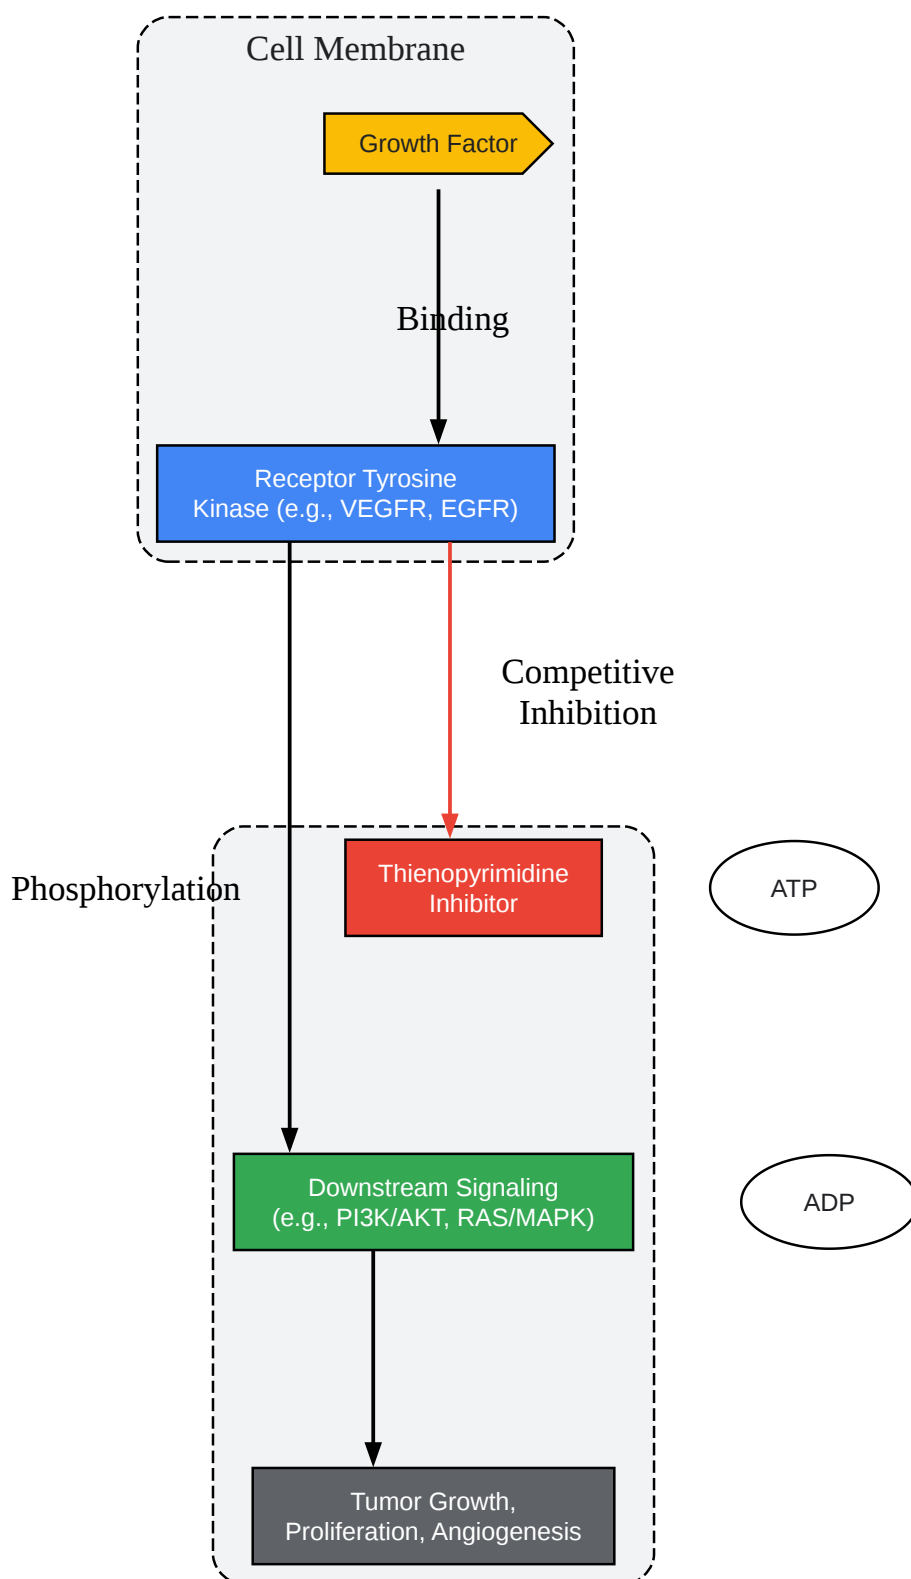 Cell Membrane
Growth Factor
Binding
Receptor Tyrosine
Kinase (e.g., VEGFR, EGFR)
Competitive
Inhibition
Phosphorylation
Thienopyrimidine
Inhibitor
ATP
Downstream Signaling
(e.g., PI3K/AKT, RAS/MAPK)
ADP
Tumor Growth,
Proliferation, Angiogenesis